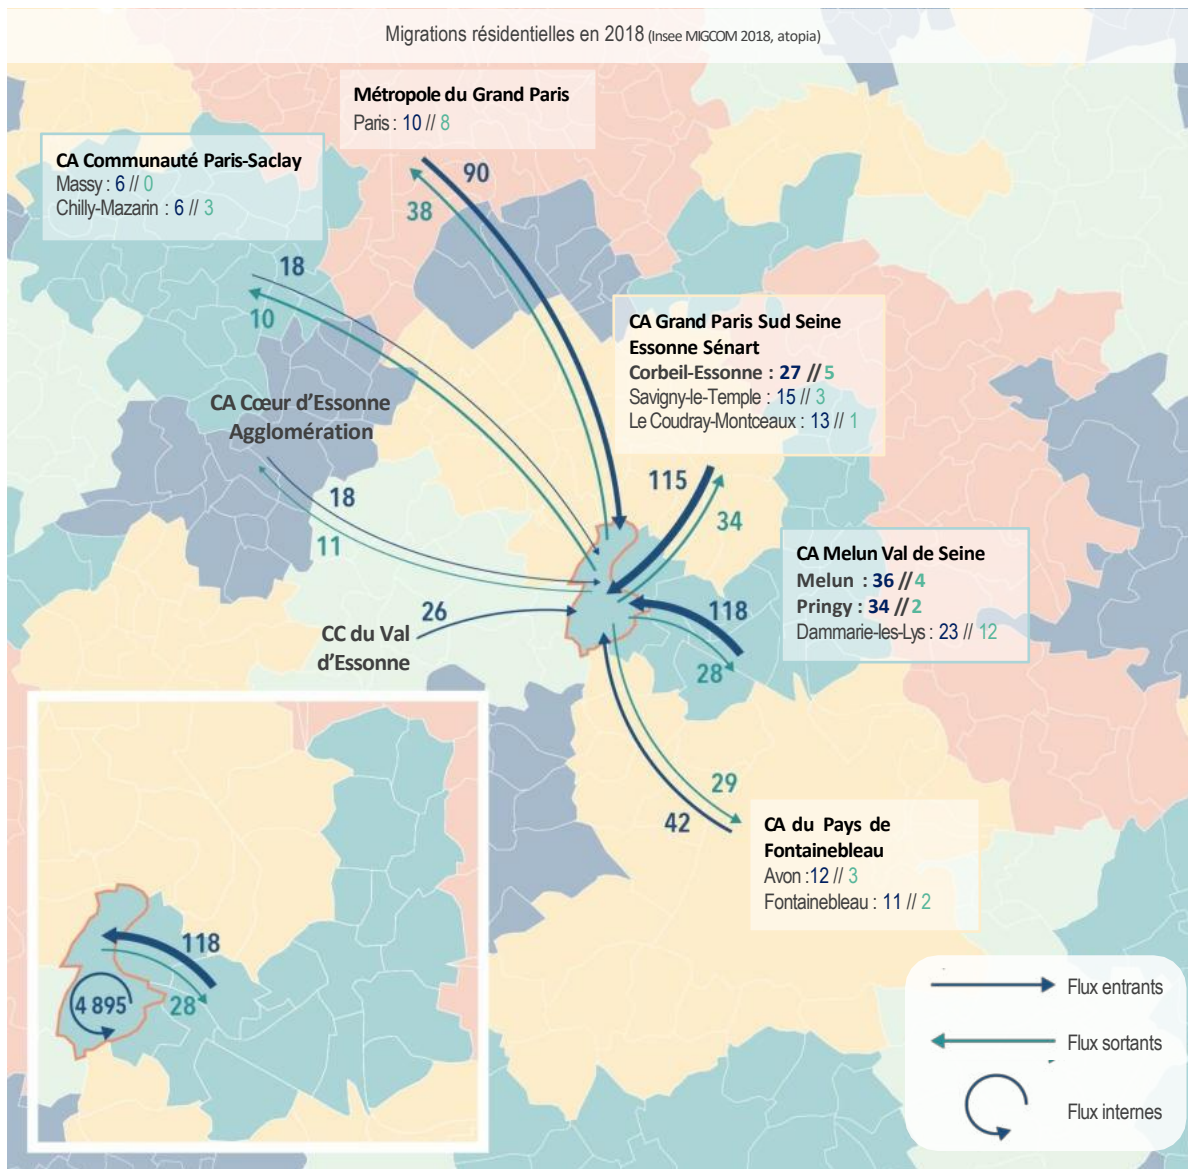 Migrations résidentielles en 2018 (Insee MIGCOM 2018, atopia)
Métropole du Grand Paris
Paris : 10 // 8
CA Communauté Paris-Saclay
Massy : 6 // 0
Chilly-Mazarin : 6 // 3
90
38
18
10
CA Grand Paris Sud Seine
Essonne Sénart
Corbeil-Essonne : 27 // 5
Savigny-le-Temple : 15 // 3
Le Coudray-Montceaux : 13 // 1
CA Cœur d'Essonne
Agglomération
18
11
115
34
CA Melun Val de Seine
Melun : 36 // 4
Pringy : 34 // 2
Dammarie-les-Lys : 23 // 12
118
28
26
CC du Val
d'Essonne
29
42
CA du Pays de
Fontainebleau
Avon :12 // 3
Fontainebleau : 11 // 2
118
28
4 895
Flux entrants
Flux sortants
Flux internes